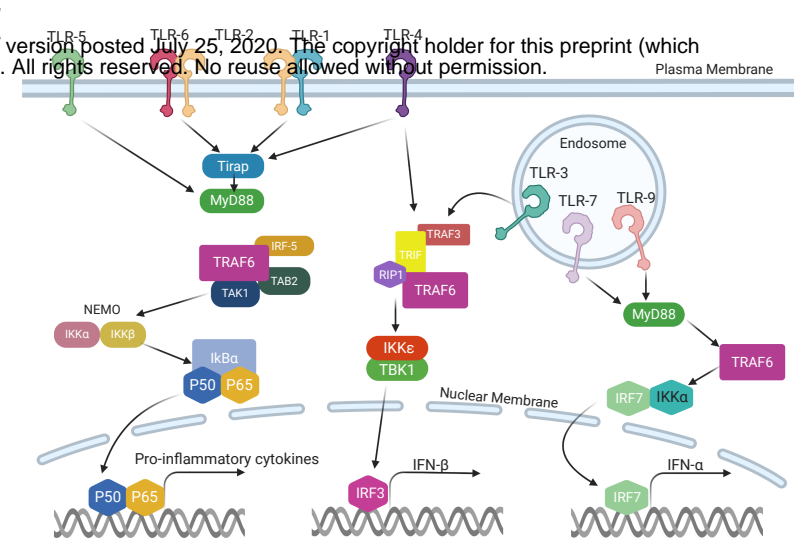 TLR-5
TLR-6
TLR-2
TLR-1
TLR-4
version posted July 25, 2020. The copyright holder for this preprint (which
. All rights reserved. No reuse allowed without permission.
Plasma Membrane
Endosome
Tirap
TLR-3
MyD88
TLR-7
TLR-9
TRAF3
IRF-5
TRIF
TRAF6
TAB2
RIP1
TRAF6
TAK1
NEMO
MyD88
IKKα
IKKβ
IKKε
IkBα
TRAF6
TBK1
P50
P65
IRF7
IKKα
Nuclear Membrane
Pro-inflammatory cytokines
IFN-β
IFN-α
P50
P65
IRF3
IRF7